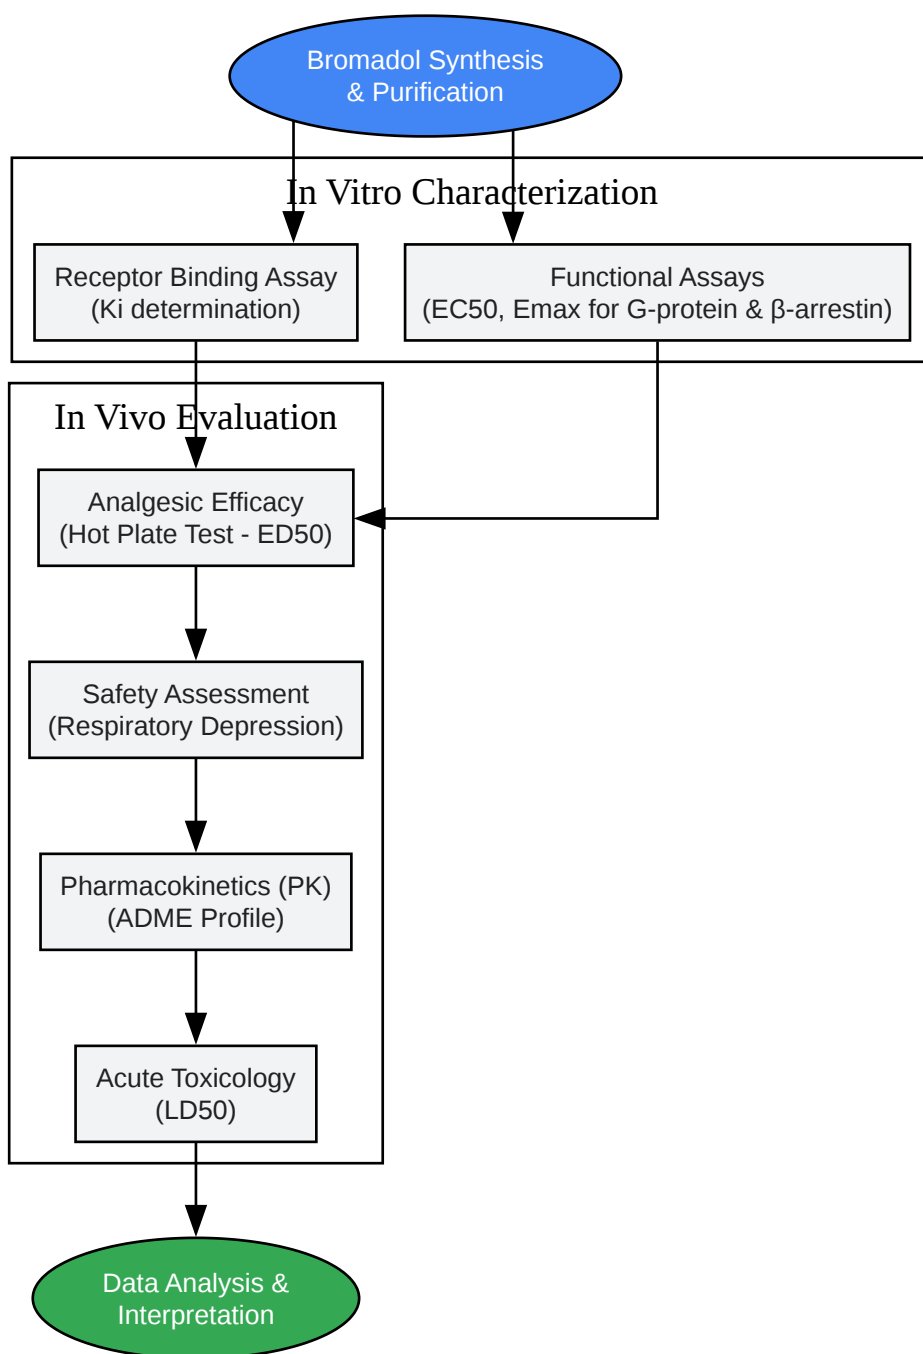 Bromadol Synthesis
& Purification
In Vitro Characterization
Receptor Binding Assay
(Ki determination)
Functional Assays
(EC50, Emax for G-protein & β-arrestin)
In Vivo Evaluation
Analgesic Efficacy
(Hot Plate Test - ED50)
Safety Assessment
(Respiratory Depression)
Pharmacokinetics (PK)
(ADME Profile)
Acute Toxicology
(LD50)
Data Analysis &
Interpretation